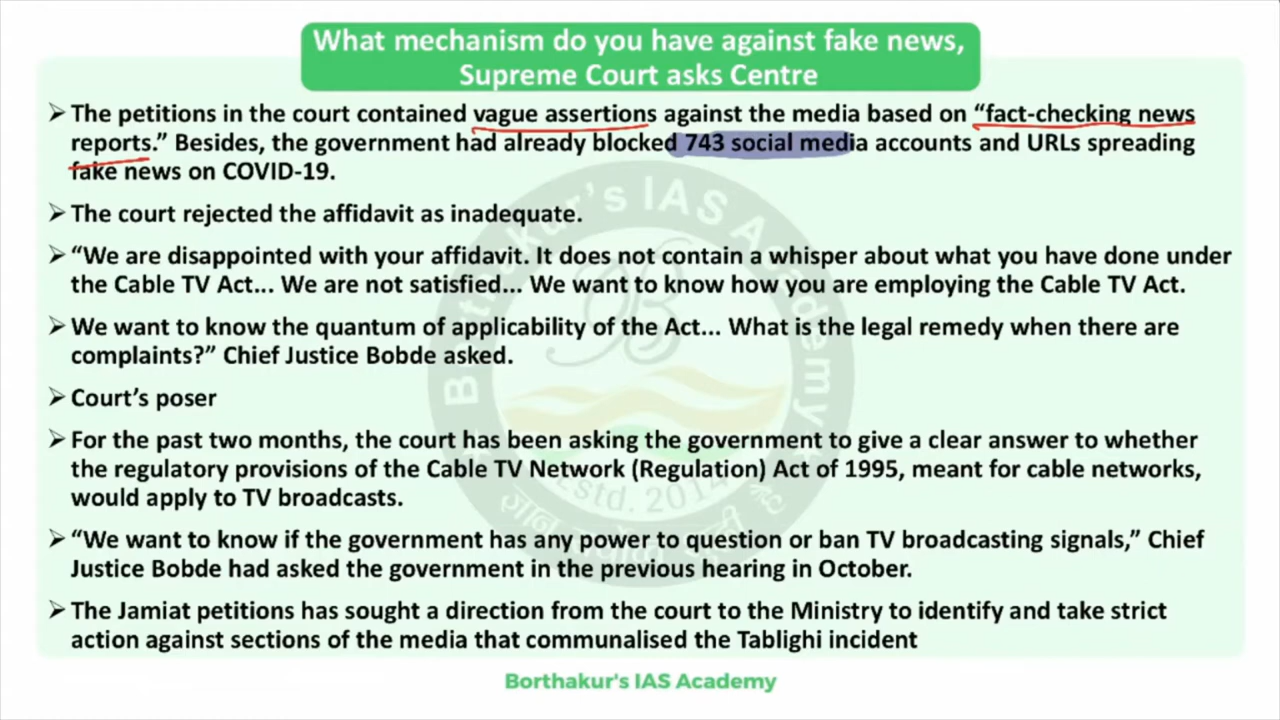 What mechanism do you have against fake news,
Supreme Court asks Centre
➢ The petitions in the court contained vague assertions against the media based on “fact-checking news
reports.” Besides, the government had already blocked 743 social media accounts and URLs spreading
fake news on COVID-19.
➢ The court rejected the affidavit as inadequate.
➢ “We are disappointed with your affidavit. It does not contain a whisper about what you have done under
the Cable TV Act... We are not satisfied... We want to know how you are employing the Cable TV Act.
➢ We want to know the quantum of applicability of the Act... What is the legal remedy when there are
complaints?” Chief Justice Bobde asked.
➢ Court’s poser
➢ For the past two months, the court has been asking the government to give a clear answer to whether
the regulatory provisions of the Cable TV Network (Regulation) Act of 1995, meant for cable networks,
would apply to TV broadcasts.
➢ “We want to know if the government has any power to question or ban TV broadcasting signals,” Chief
Justice Bobde had asked the government in the previous hearing in October.
➢ The Jamiat petitions has sought a direction from the court to the Ministry to identify and take strict
action against sections of the media that communalised the Tablighi incident
Borthakur's IAS Academy
Borthakur's IAS Academy
B
Estd. 2014